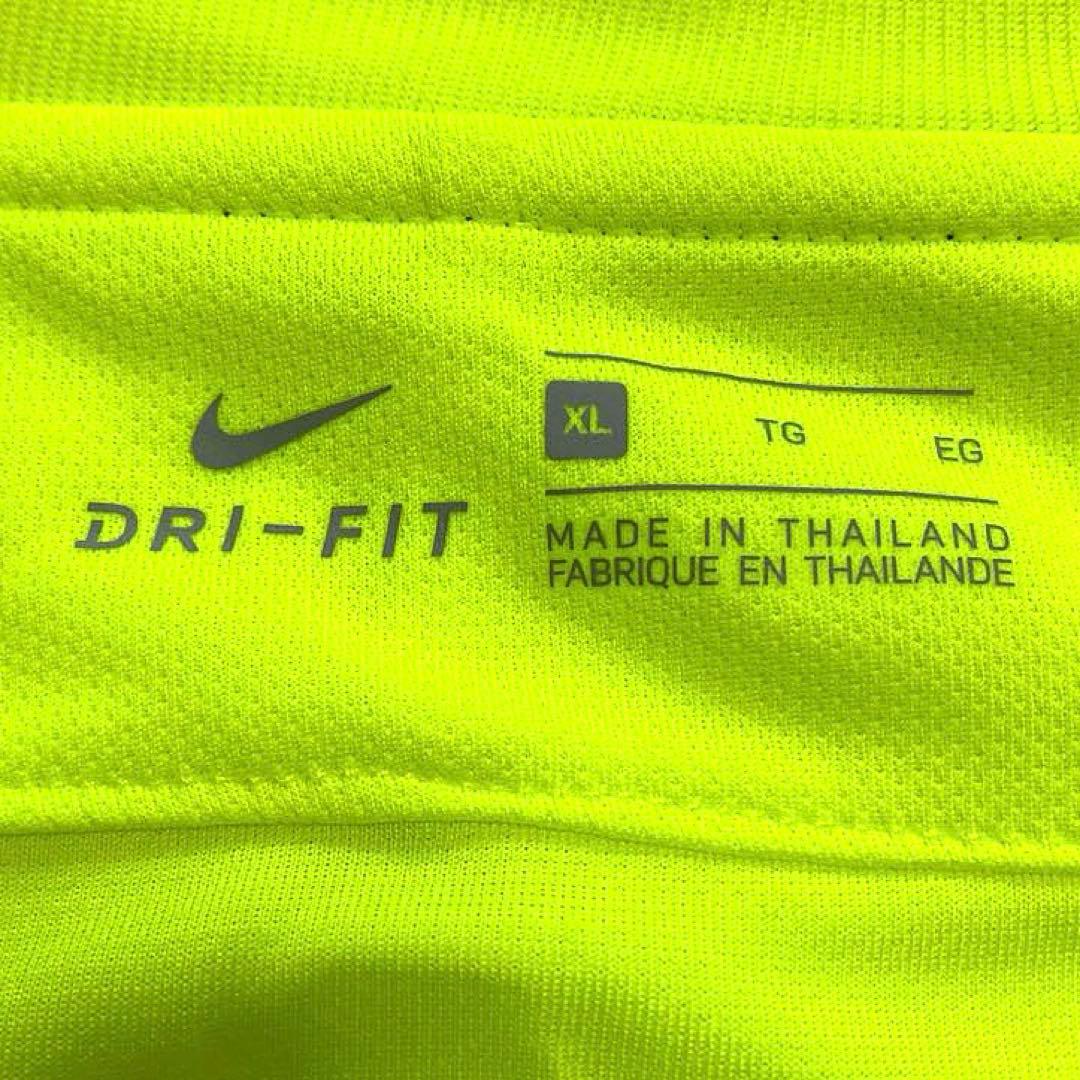 DRI-FIT
XL TG EG
MADE IN THAILAND
FABRIQUE EN THAILANDE